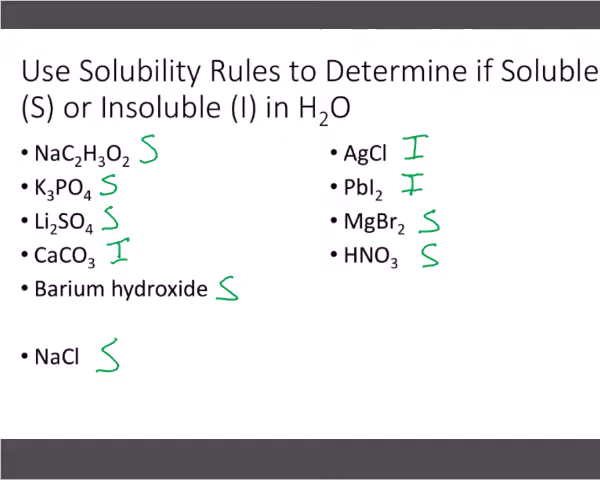 Use Solubility Rules to Determine if Soluble
(S) or Insoluble (I) in H₂O
• NaC₂H₃O₂ S
• K₃PO₄ S
• Li₂SO₄ S
• CaCO₃ I
• Barium hydroxide S
• NaCl S
• AgCl I
• PbI₂ I
• MgBr₂ S
• HNO₃ S